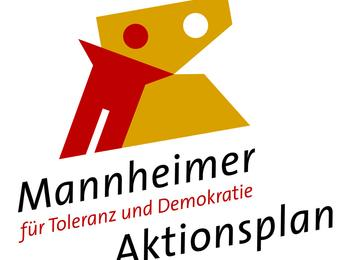 Mannheimer
für Toleranz und Demokratie
Aktionsplan